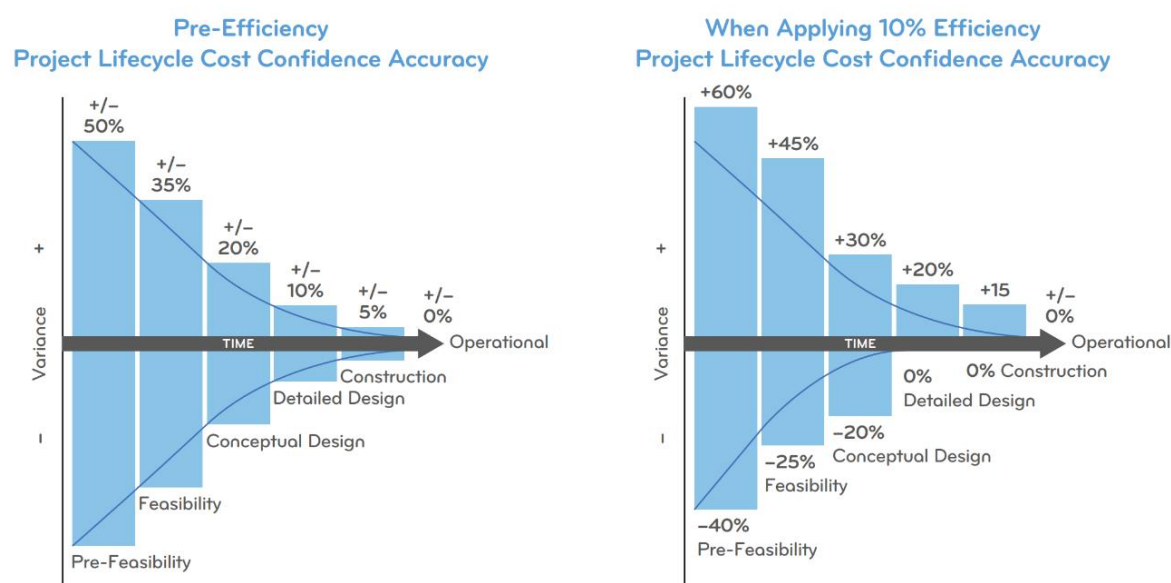 Pre-Efficiency
Project Lifecycle Cost Confidence Accuracy
+/–
50%
+/–
35%
+/–
20%
+/–
10%
+/–
5%
+/–
0%
+
Variance
–
TIME
Operational
Construction
Detailed Design
Conceptual Design
Feasibility
Pre-Feasibility
When Applying 10% Efficiency
Project Lifecycle Cost Confidence Accuracy
+60%
+45%
+30%
+20%
+15
+/–
0%
+
Variance
–
TIME
Operational
0% Construction
0%
Detailed Design
–20%
Conceptual Design
–25%
Feasibility
–40%
Pre-Feasibility